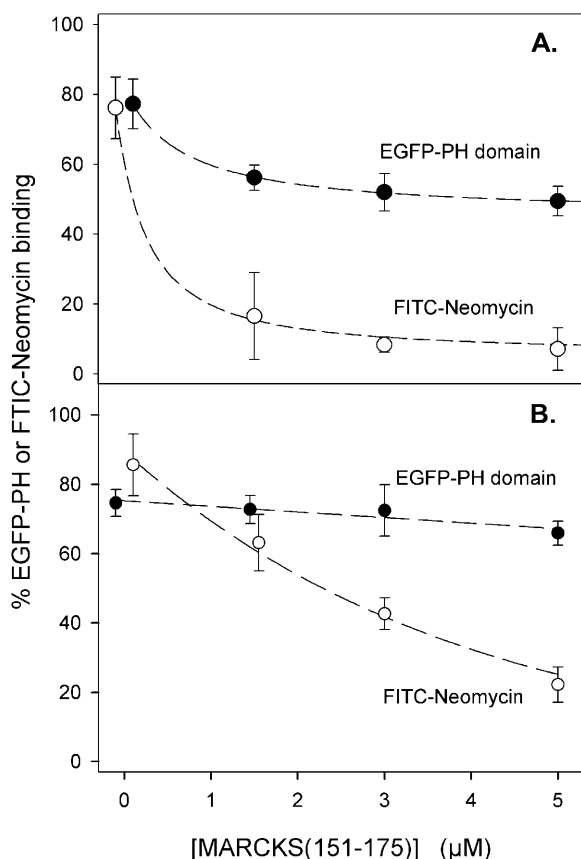 % EGFP-PH or FTIC-Neomycin binding
100
80
60
40
20
0
A.
EGFP-PH domain
FITC-Neomycin
100
80
60
40
20
0
B.
EGFP-PH domain
FITC-Neomycin
0 1 2 3 4 5
[MARCKS(151-175)] (µM)